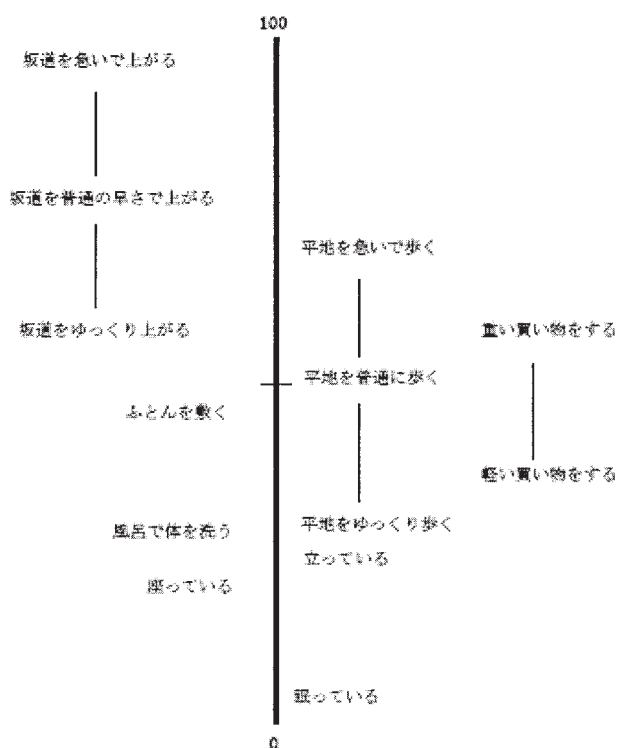 100
坂道を急いで上がる
坂道を普通の早さで上がる
平地を急いで歩く
坂道をゆっくり上がる
重い買い物をする
平地を普通に歩く
ふとんを敷く
軽い買い物をする
平地をゆっくり歩く
風呂で体を洗う
立っている
座っている
眠っている
0